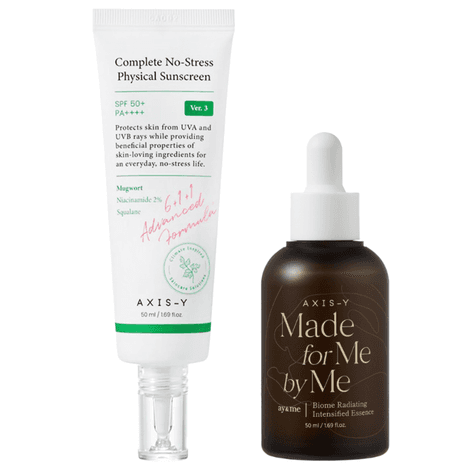 Complete No-Stress
Physical Sunscreen
SPF 50+
PA++++
Ver. 3
Protects skin from UVA and
UVB rays while providing
beneficial properties of
skin-loving ingredients for
an everyday, no-stress life.
Mugwort
Niacinamide 2%
Squalane
6+1+1
Advanced
Formula
AXIS-Y
50 ml / 1.69 fl.oz.
AXIS-Y
Made
for Me
by Me
ay&me
Biome Radiating
Intensified Essence
50 ml / 1.69 fl. oz.